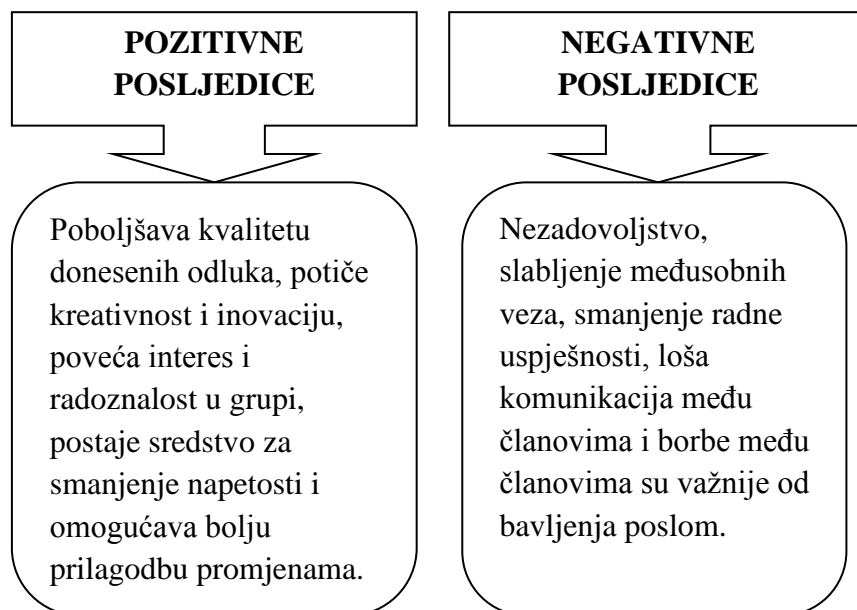 POZITIVNE
POSLJEDICE
Poboljšava kvalitetu
donesenih odluka, potiče
kreativnost i inovaciju,
poveća interes i
radoznalost u grupi,
postaje sredstvo za
smanjenje napetosti i
omogućava bolju
prilagodbu promjenama.
NEGATIVNE
POSLJEDICE
Nezadovoljstvo,
slabljenje međusobnih
veza, smanjenje radne
uspješnosti, loša
komunikacija među
članovima i borbe među
članovima su važnije od
bavljenja poslom.